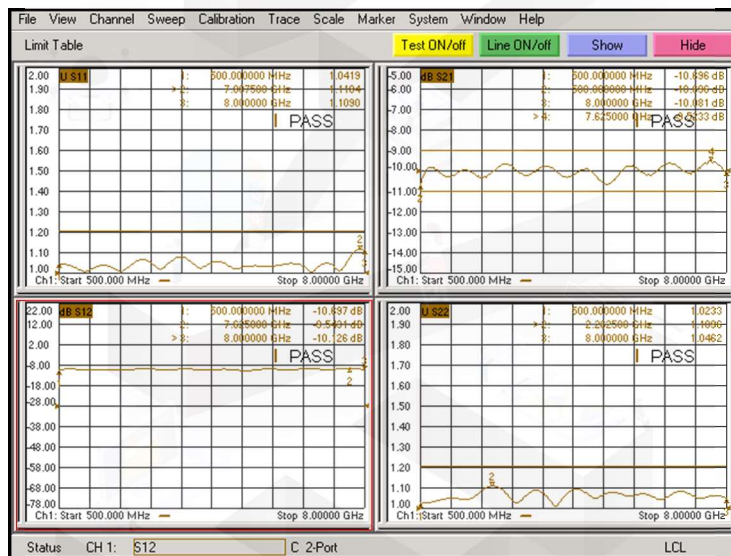 File View Channel Sweep Calibration Trace Scale Marker System Window Help
Limit Table
Test ON/off Line ON/off Show Hide
2.00 U S11 1: 500.000000 MHz 1.0419
1.90 > 2:
3: 8.000000 GHz 1.1090
1.80
PASS
1.70
1.60
1.50
1.40
1.30
1.20
2
1.10
1.00
Ch1: Start 500.000 MHz Stop 8.00000 GHz
-5.00 dB S21 1: 500.000000 MHz -10.696 dB
-6.00 2:
3: 8.000000 GHz -10.081 dB
-7.00 > 4: 7.625000 GHz
PASS
-8.00
-9.00
4
-10.00
-11.00
-12.00
-13.00
-14.00
-15.00
Ch1: Start 500.000 MHz Stop 8.00000 GHz
22.00 dB S12 1: 500.000000 MHz -10.697 dB
12.00 2:
> 3: 8.000000 GHz -10.126 dB
2.00
PASS
-8.00
2
-18.00
-28.00
-38.00
-48.00
-58.00
-68.00
-78.00
Ch1: Start 500.000 MHz Stop 8.00000 GHz
2.00 U S22 1: 500.000000 MHz 1.0233
1.90 > 2:
3: 8.000000 GHz 1.0462
1.80
PASS
1.70
1.60
1.50
1.40
1.30
1.20
2
1.10
1.00
Ch1: Start 500.000 MHz Stop 8.00000 GHz
Status CH 1: S12 C 2-Port LCL